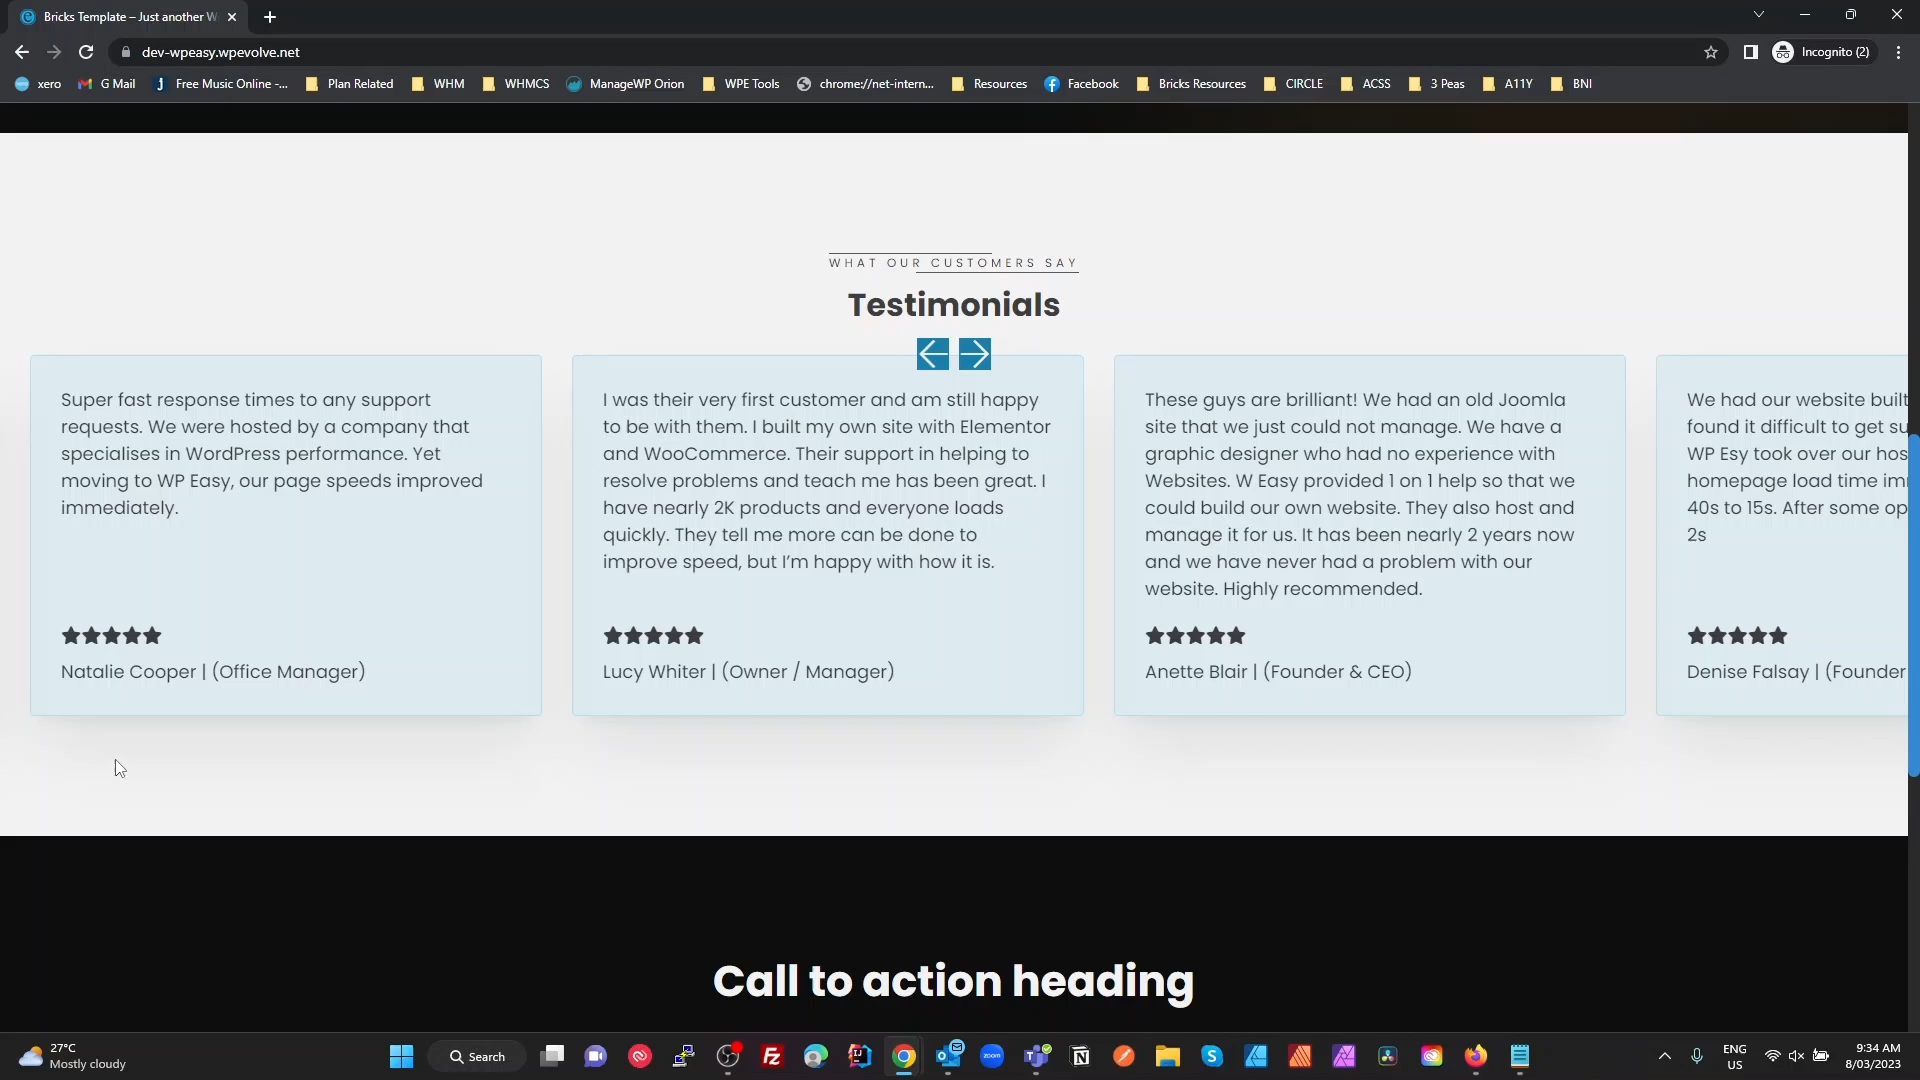 Bricks Template – Just another W
dev-wpeasy.wpevolve.net
Incognito (2)
xero
G Mail
Free Music Online -...
Plan Related
WHM
WHMCS
ManageWP Orion
WPE Tools
chrome://net-intern...
Resources
Facebook
Bricks Resources
CIRCLE
ACSS
3 Peas
A11Y
BNI
WHAT OUR CUSTOMERS SAY
Testimonials
Super fast response times to any support
requests. We were hosted by a company that
specialises in WordPress performance. Yet
moving to WP Easy, our page speeds improved
immediately.
Natalie Cooper | (Office Manager)
I was their very first customer and am still happy
to be with them. I built my own site with Elementor
and WooCommerce. Their support in helping to
resolve problems and teach me has been great. I
have nearly 2K products and everyone loads
quickly. They tell me more can be done to
improve speed, but I’m happy with how it is.
Lucy Whiter | (Owner / Manager)
These guys are brilliant! We had an old Joomla
site that we just could not manage. We have a
graphic designer who had no experience with
Websites. W Easy provided 1 on 1 help so that we
could build our own website. They also host and
manage it for us. It has been nearly 2 years now
and we have never had a problem with our
website. Highly recommended.
Anette Blair | (Founder & CEO)
We had our website built
found it difficult to get su
WP Esy took over our hos
homepage load time im
40s to 15s. After some op
2s
Denise Falsay | (Founder
Call to action heading
27°C
Mostly cloudy
Search
zoom
ENG
US
9:34 AM
8/03/2023